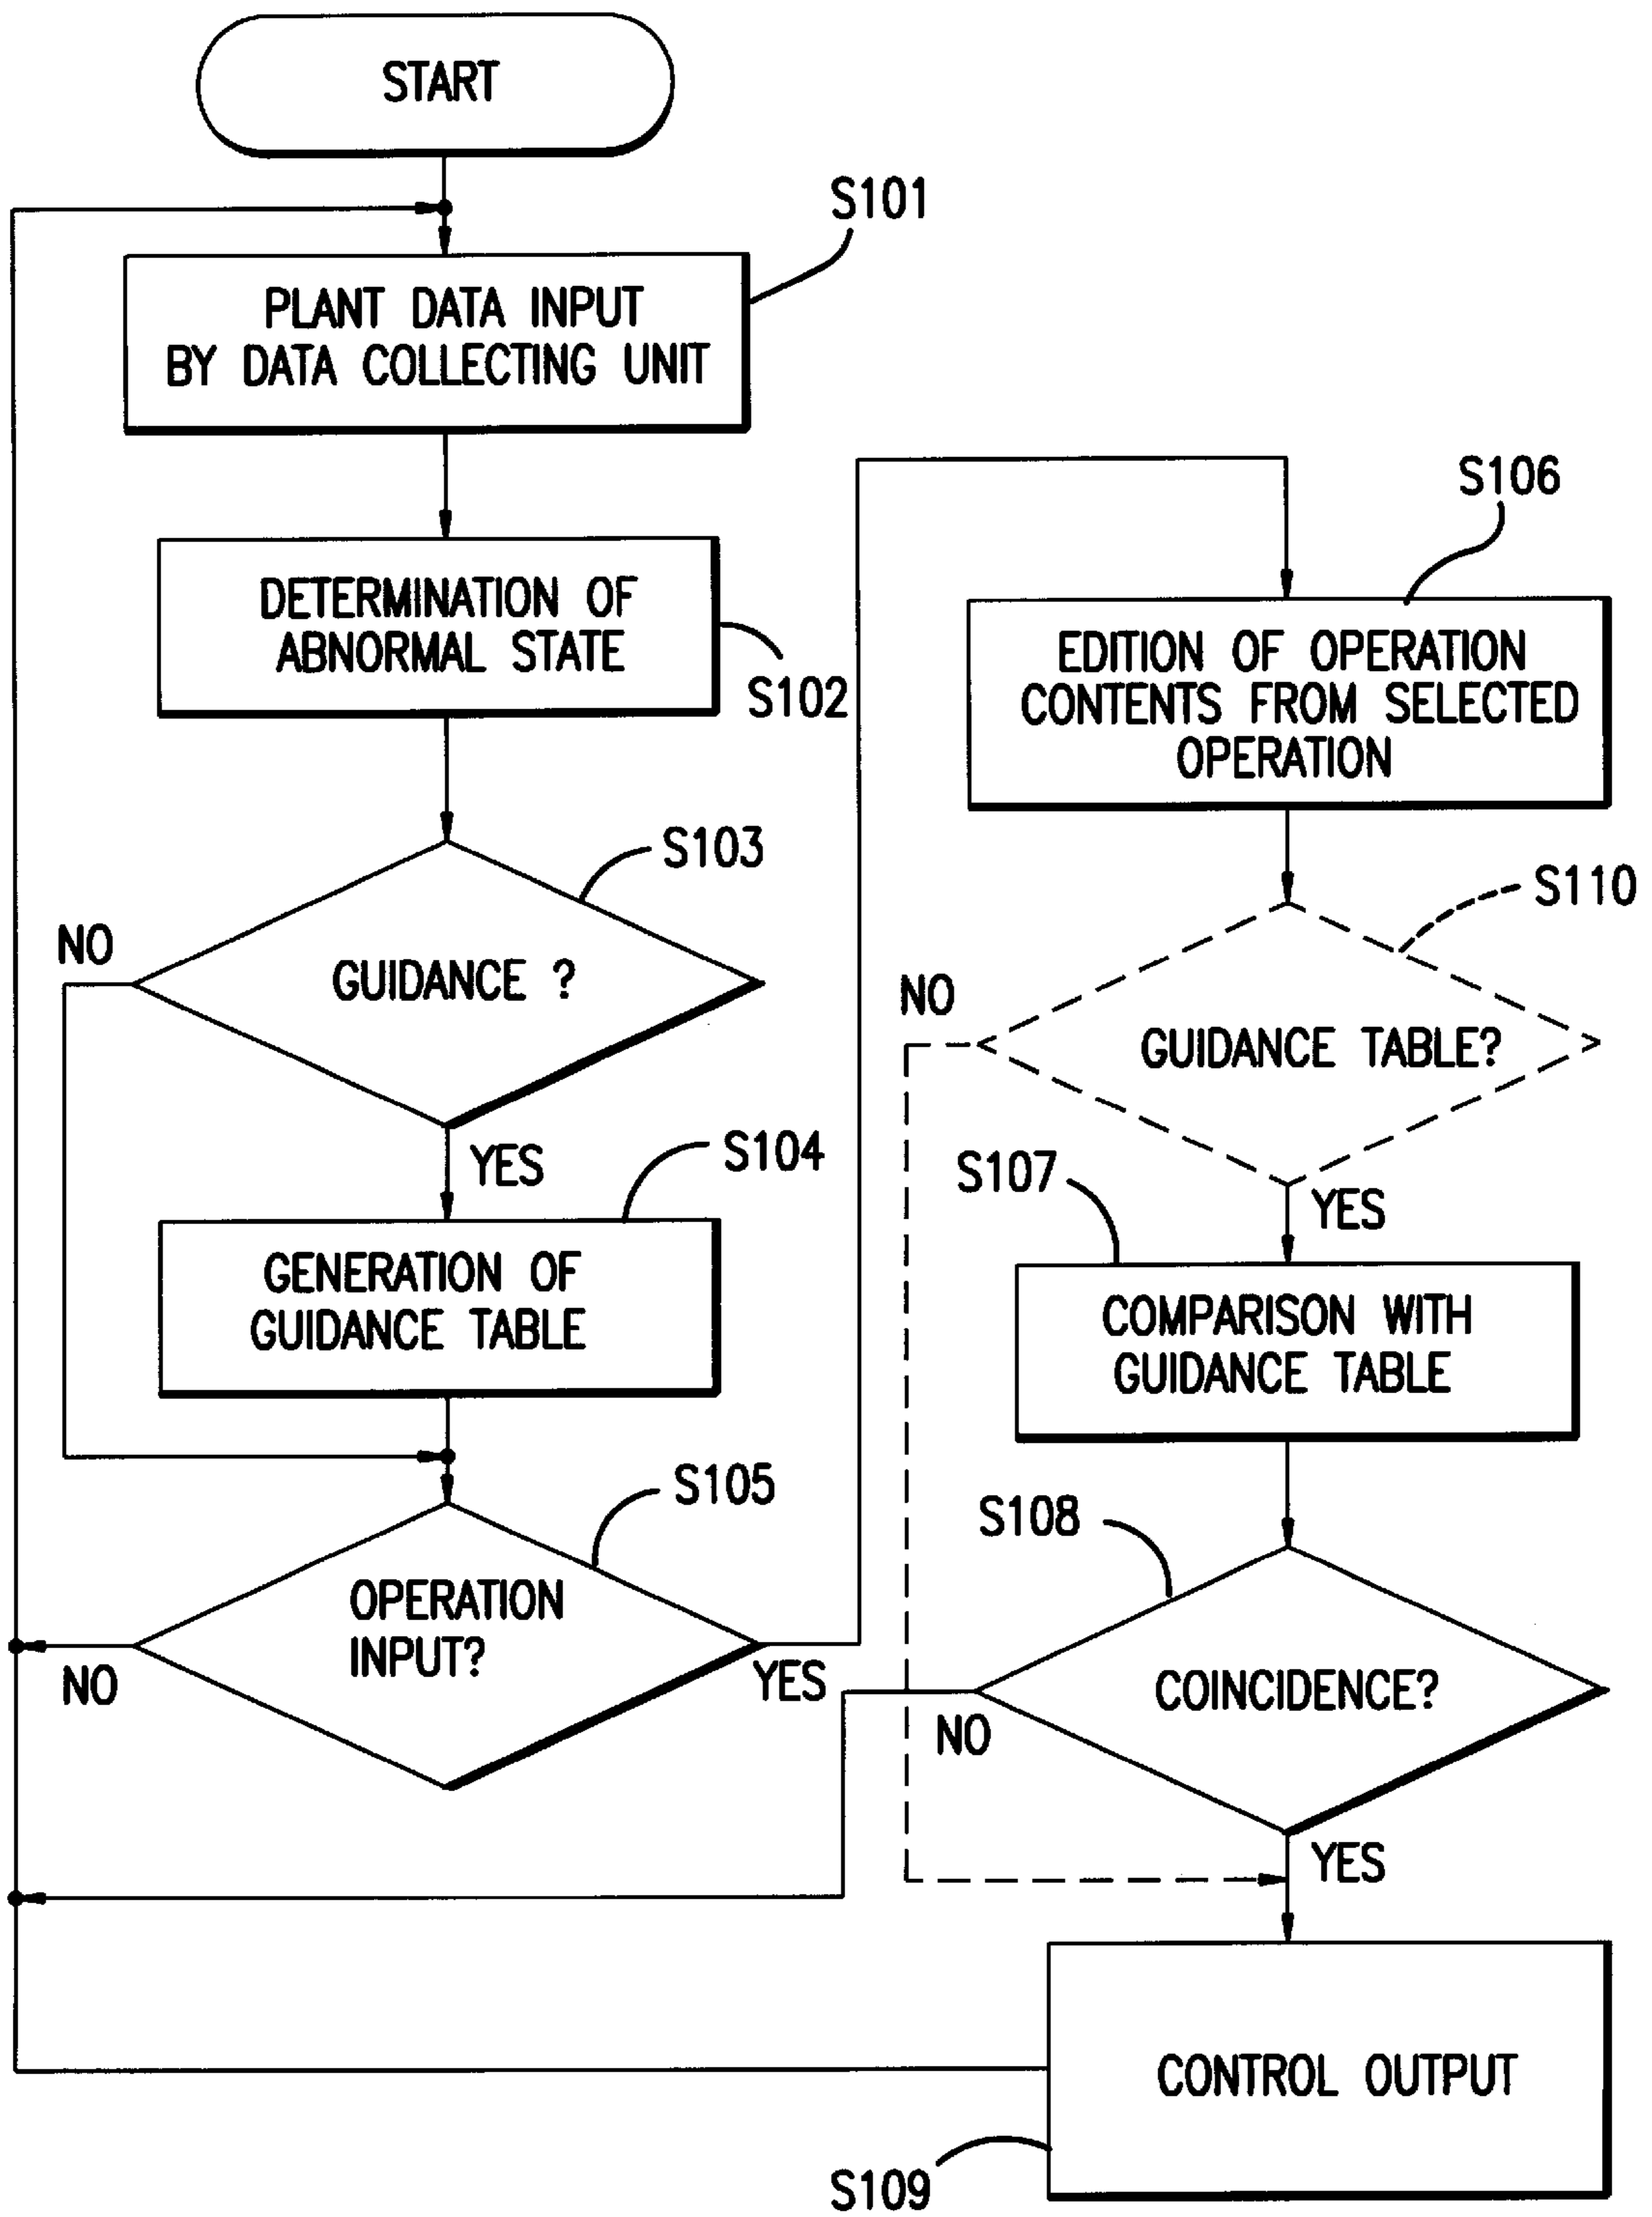 START
S101
PLANT DATA INPUT
BY DATA COLLECTING UNIT
DETERMINATION OF
ABNORMAL STATE
S102
S103
NO
GUIDANCE ?
YES
S104
GENERATION OF
GUIDANCE TABLE
S105
OPERATION
INPUT?
NO
YES
S106
EDITION OF OPERATION
CONTENTS FROM SELECTED
OPERATION
S110
NO
GUIDANCE TABLE?
YES
S107
COMPARISON WITH
GUIDANCE TABLE
S108
COINCIDENCE?
NO
YES
CONTROL OUTPUT
S109